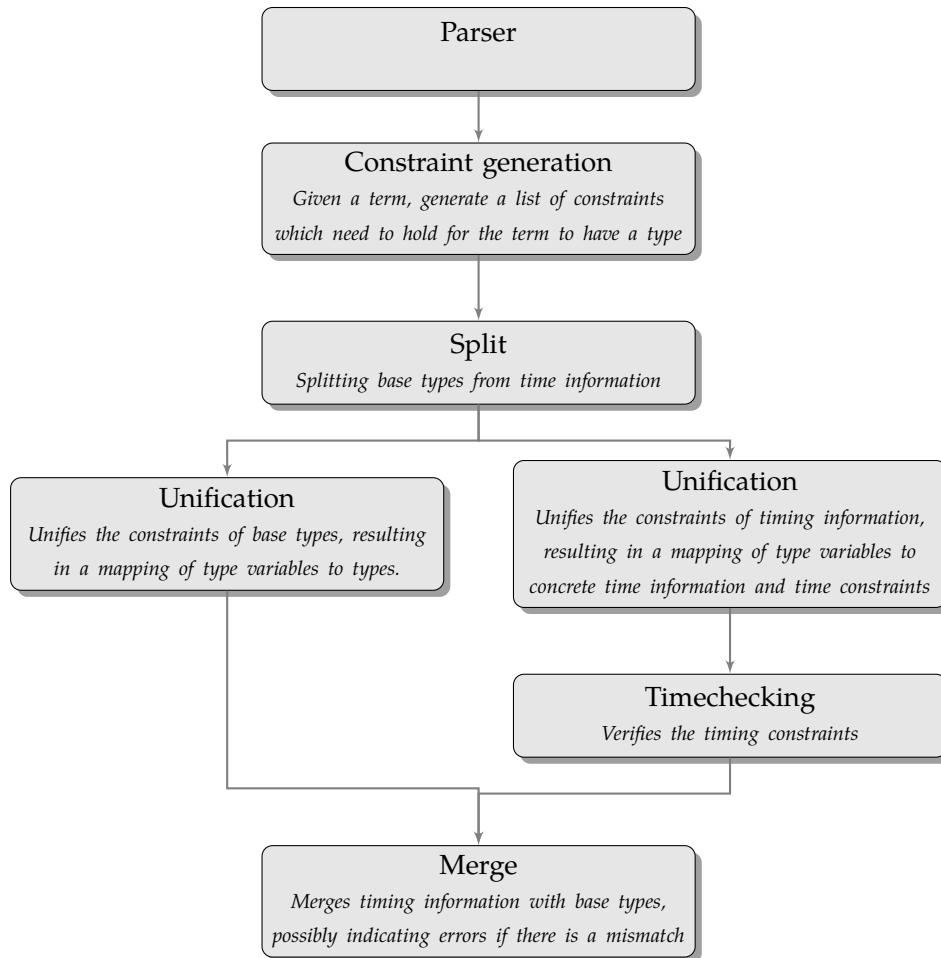 Parser
Constraint generation
Given a term, generate a list of constraints
which need to hold for the term to have a type
Split
Splitting base types from time information
Unification
Unifies the constraints of base types, resulting
in a mapping of type variables to types.
Unification
Unifies the constraints of timing information,
resulting in a mapping of type variables to
concrete time information and time constraints
Timechecking
Verifies the timing constraints
Merge
Merges timing information with base types,
possibly indicating errors if there is a mismatch